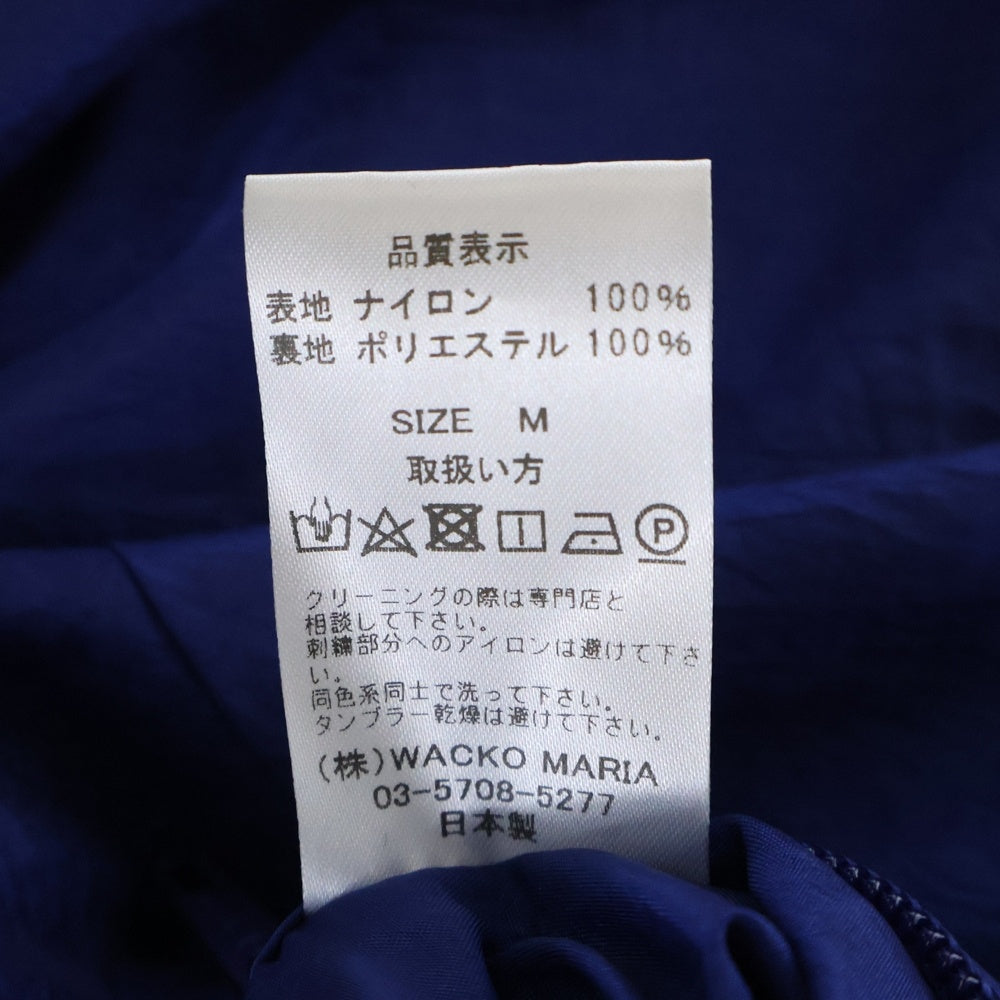 品質表示
表地 ナイロン 100%
裏地 ポリエステル 100%
SIZE M
取扱い方
P
クリーニングの際は専門店と
相談して下さい。
刺繍部分へのアイロンは避けて下さ
い。
同色系同士で洗って下さい。
タンブラー乾燥は避けて下さい。
(株)WACKO MARIA
03-5708-5277
日本製